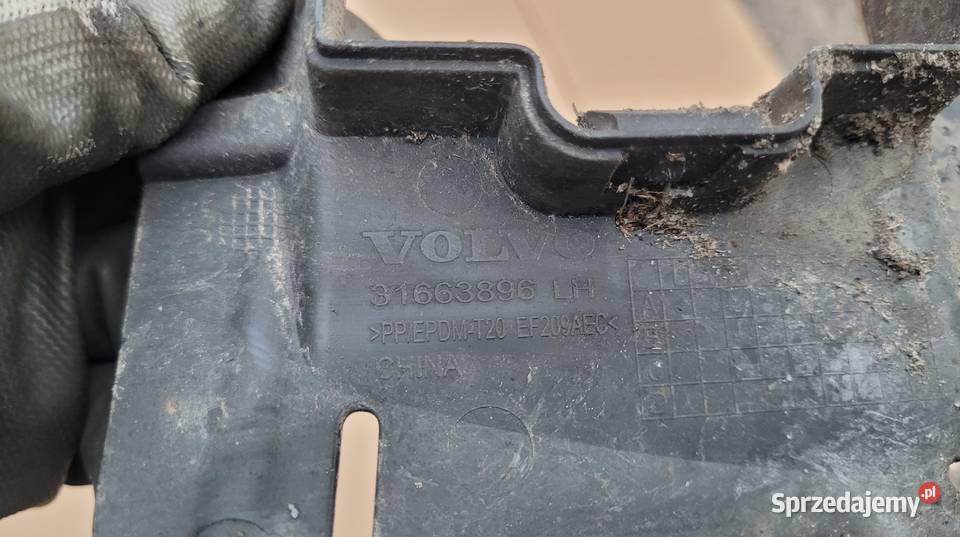 VOLVO
31663896 LH
>PP/EPDM-T20 EF209AEC<
CHINA
Sprzedajemy.pl